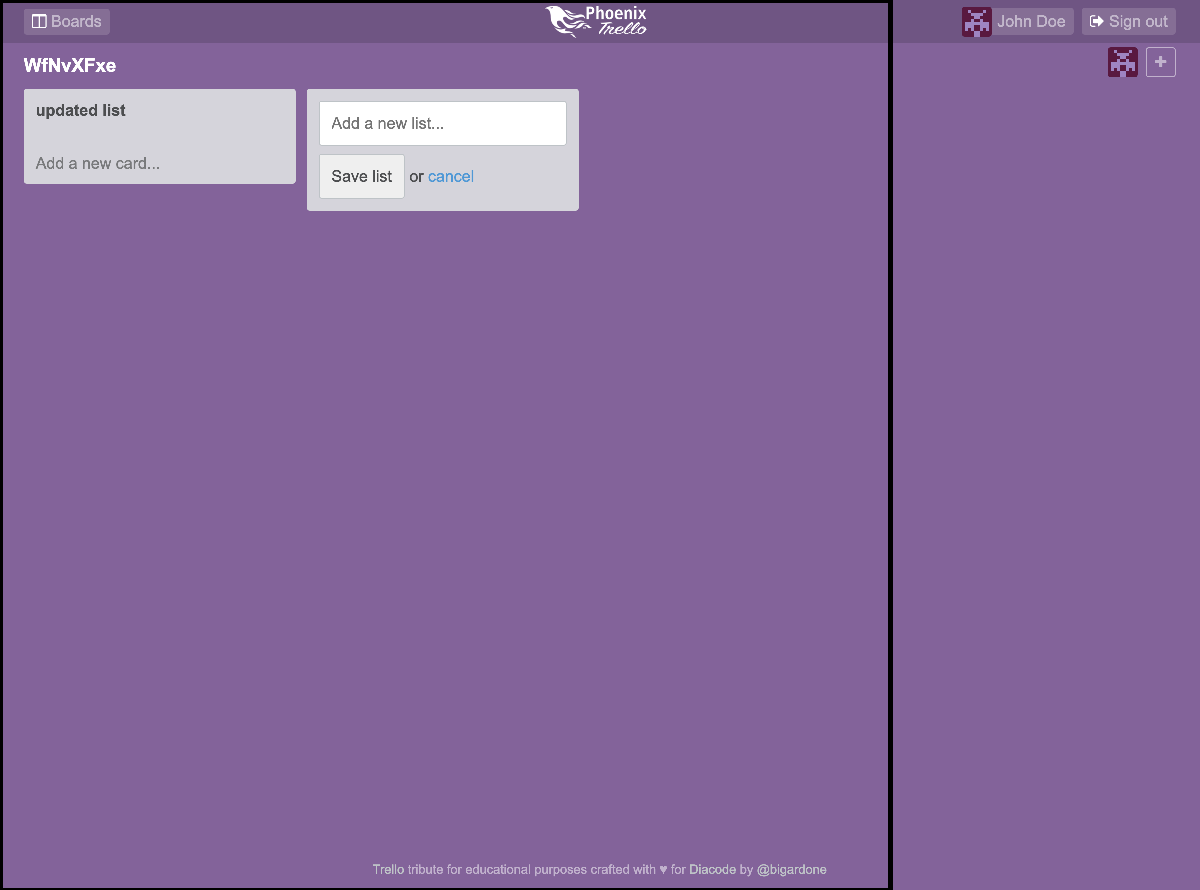 Boards
Phoenix
Trello
John Doe
Sign out
WfNvXFxe
+
updated list
Add a new card...
Add a new list...
Save list or cancel
Trello tribute for educational purposes crafted with ♥ for Diacode by @bigardone